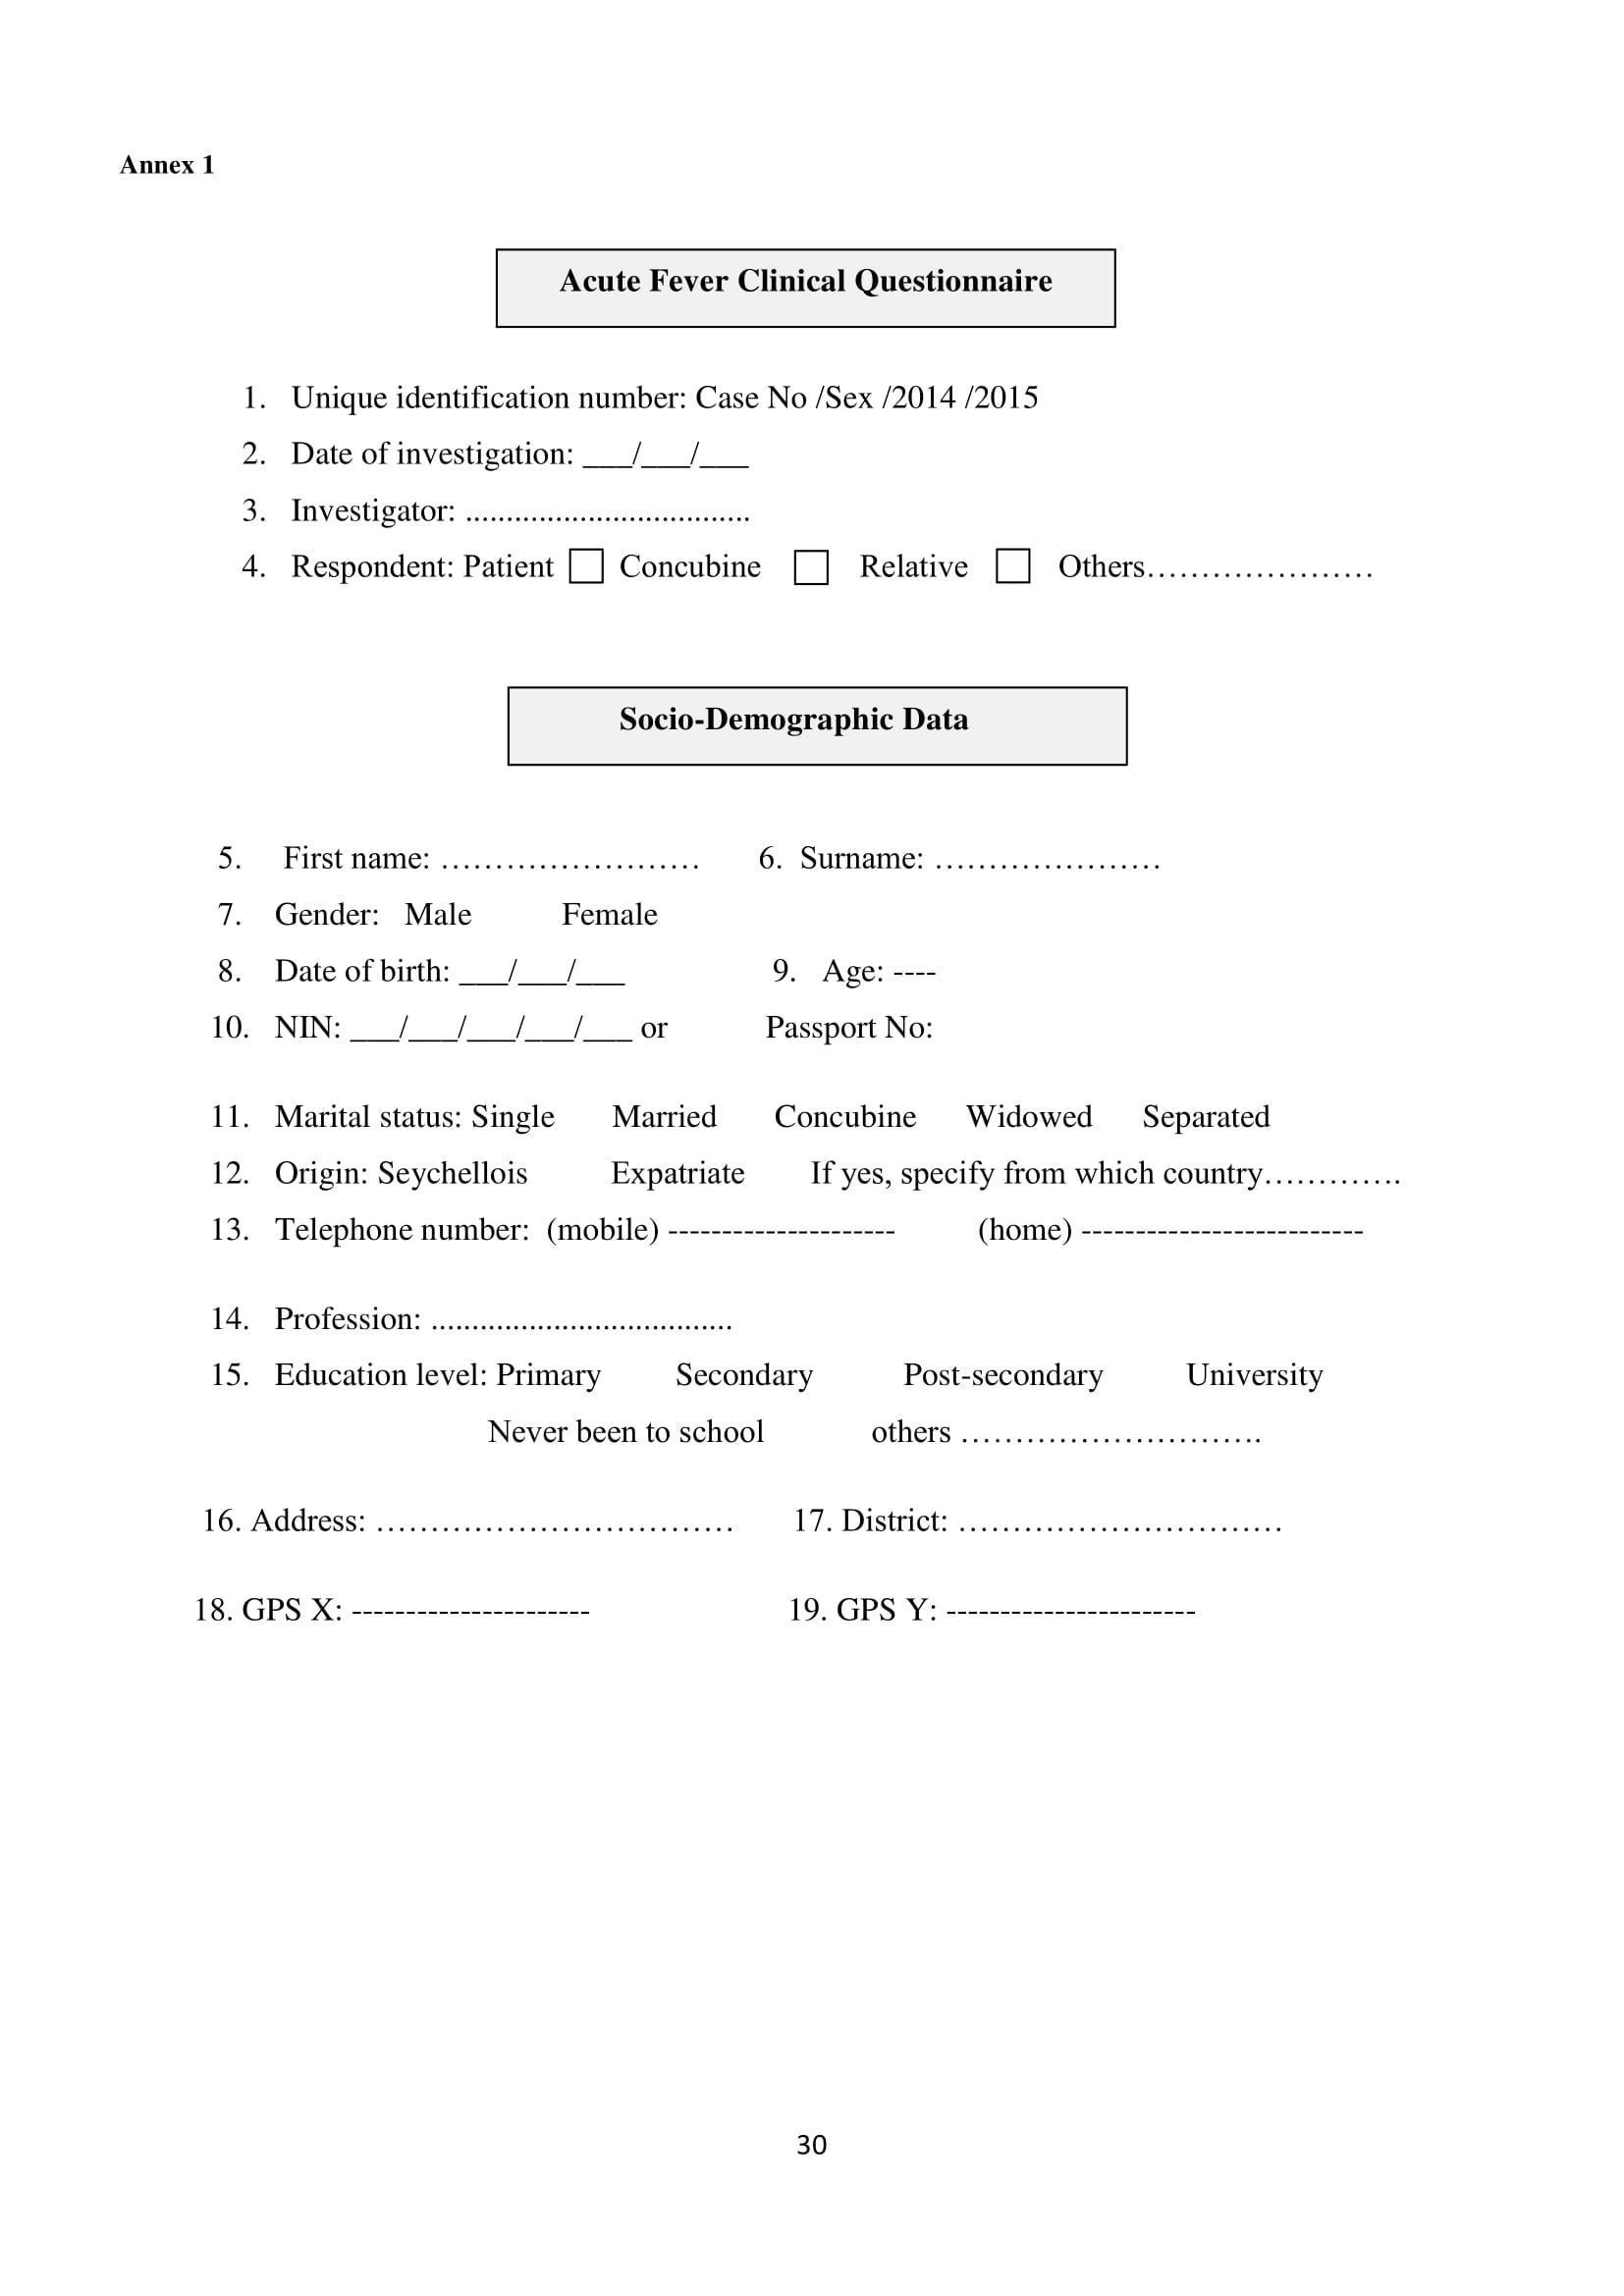 Annex 1
Acute Fever Clinical Questionnaire
1. Unique identification number: Case No /Sex /2014 /2015
2. Date of investigation: ___/___/___
3. Investigator: ...................................
4. Respondent: Patient Concubine Relative Others…………………
Socio-Demographic Data
5. First name: …………………… 6. Surname: …………………
7. Gender: Male Female
8. Date of birth: ___/___/___ 9. Age: ----
10. NIN: ___/___/___/___/___ or Passport No:
11. Marital status: Single Married Concubine Widowed Separated
12. Origin: Seychellois Expatriate If yes, specify from which country………….
13. Telephone number: (mobile) --------------------- (home) --------------------------
14. Profession: .....................................
15. Education level: Primary Secondary Post-secondary University
Never been to school others ……………………….
16. Address: …………………………… 17. District: …………………………
18. GPS X: ---------------------- 19. GPS Y: -----------------------
30